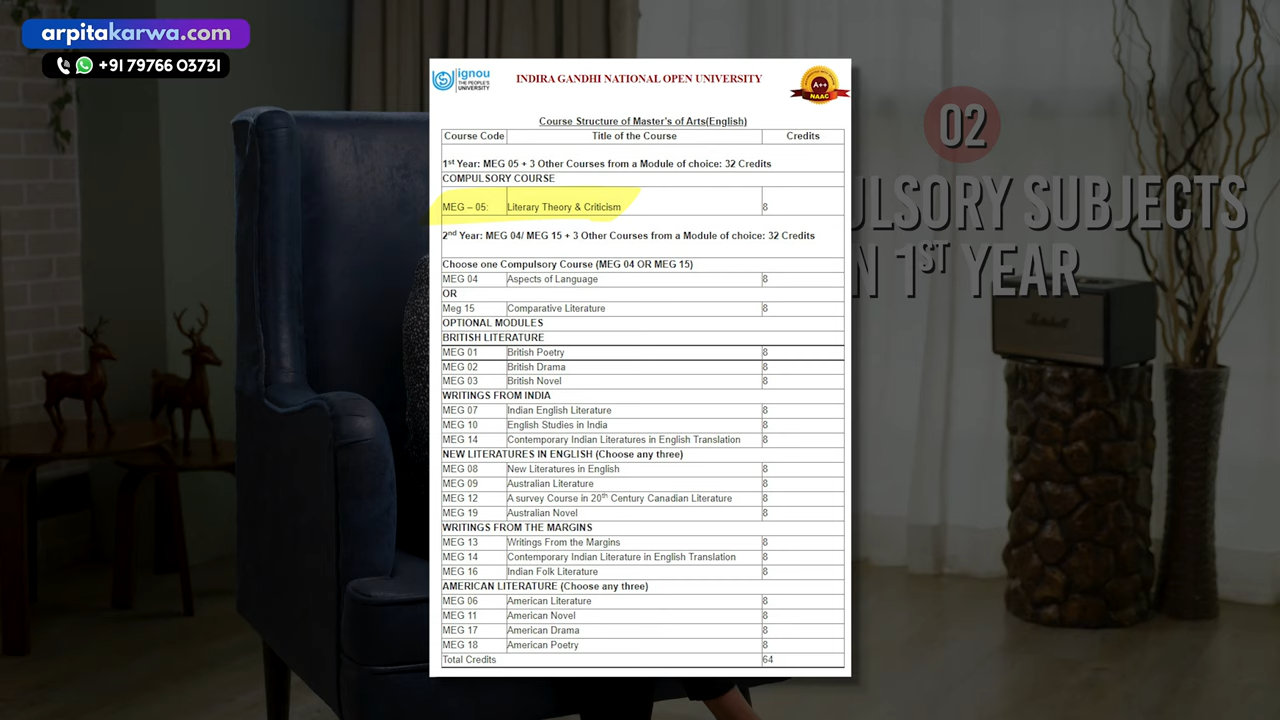 arpitakarwa.com
+91 79766 03731
ignou
THE PEOPLE'S
UNIVERSITY
INDIRA GANDHI NATIONAL OPEN UNIVERSITY
A++
NAAC
Course Structure of Master's of Arts(English)
Course Code Title of the Course Credits
1st Year: MEG 05 + 3 Other Courses from a Module of choice: 32 Credits
COMPULSORY COURSE
MEG – 05: Literary Theory & Criticism 8
2nd Year: MEG 04/ MEG 15 + 3 Other Courses from a Module of choice: 32 Credits
Choose one Compulsory Course (MEG 04 OR MEG 15)
MEG 04 Aspects of Language 8
OR
Meg 15 Comparative Literature 8
OPTIONAL MODULES
BRITISH LITERATURE
MEG 01 British Poetry 8
MEG 02 British Drama 8
MEG 03 British Novel 8
WRITINGS FROM INDIA
MEG 07 Indian English Literature 8
MEG 10 English Studies in India 8
MEG 14 Contemporary Indian Literatures in English Translation 8
NEW LITERATURES IN ENGLISH (Choose any three)
MEG 08 New Literatures in English 8
MEG 09 Australian Literature 8
MEG 12 A survey Course in 20th Century Canadian Literature 8
MEG 19 Australian Novel 8
WRITINGS FROM THE MARGINS
MEG 13 Writings From the Margins 8
MEG 14 Contemporary Indian Literature in English Translation 8
MEG 16 Indian Folk Literature 8
AMERICAN LITERATURE (Choose any three)
MEG 06 American Literature 8
MEG 11 American Novel 8
MEG 17 American Drama 8
MEG 18 American Poetry 8
Total Credits 64
02
ULSORY SUBJECTS
N 1ST YEAR
Marshall